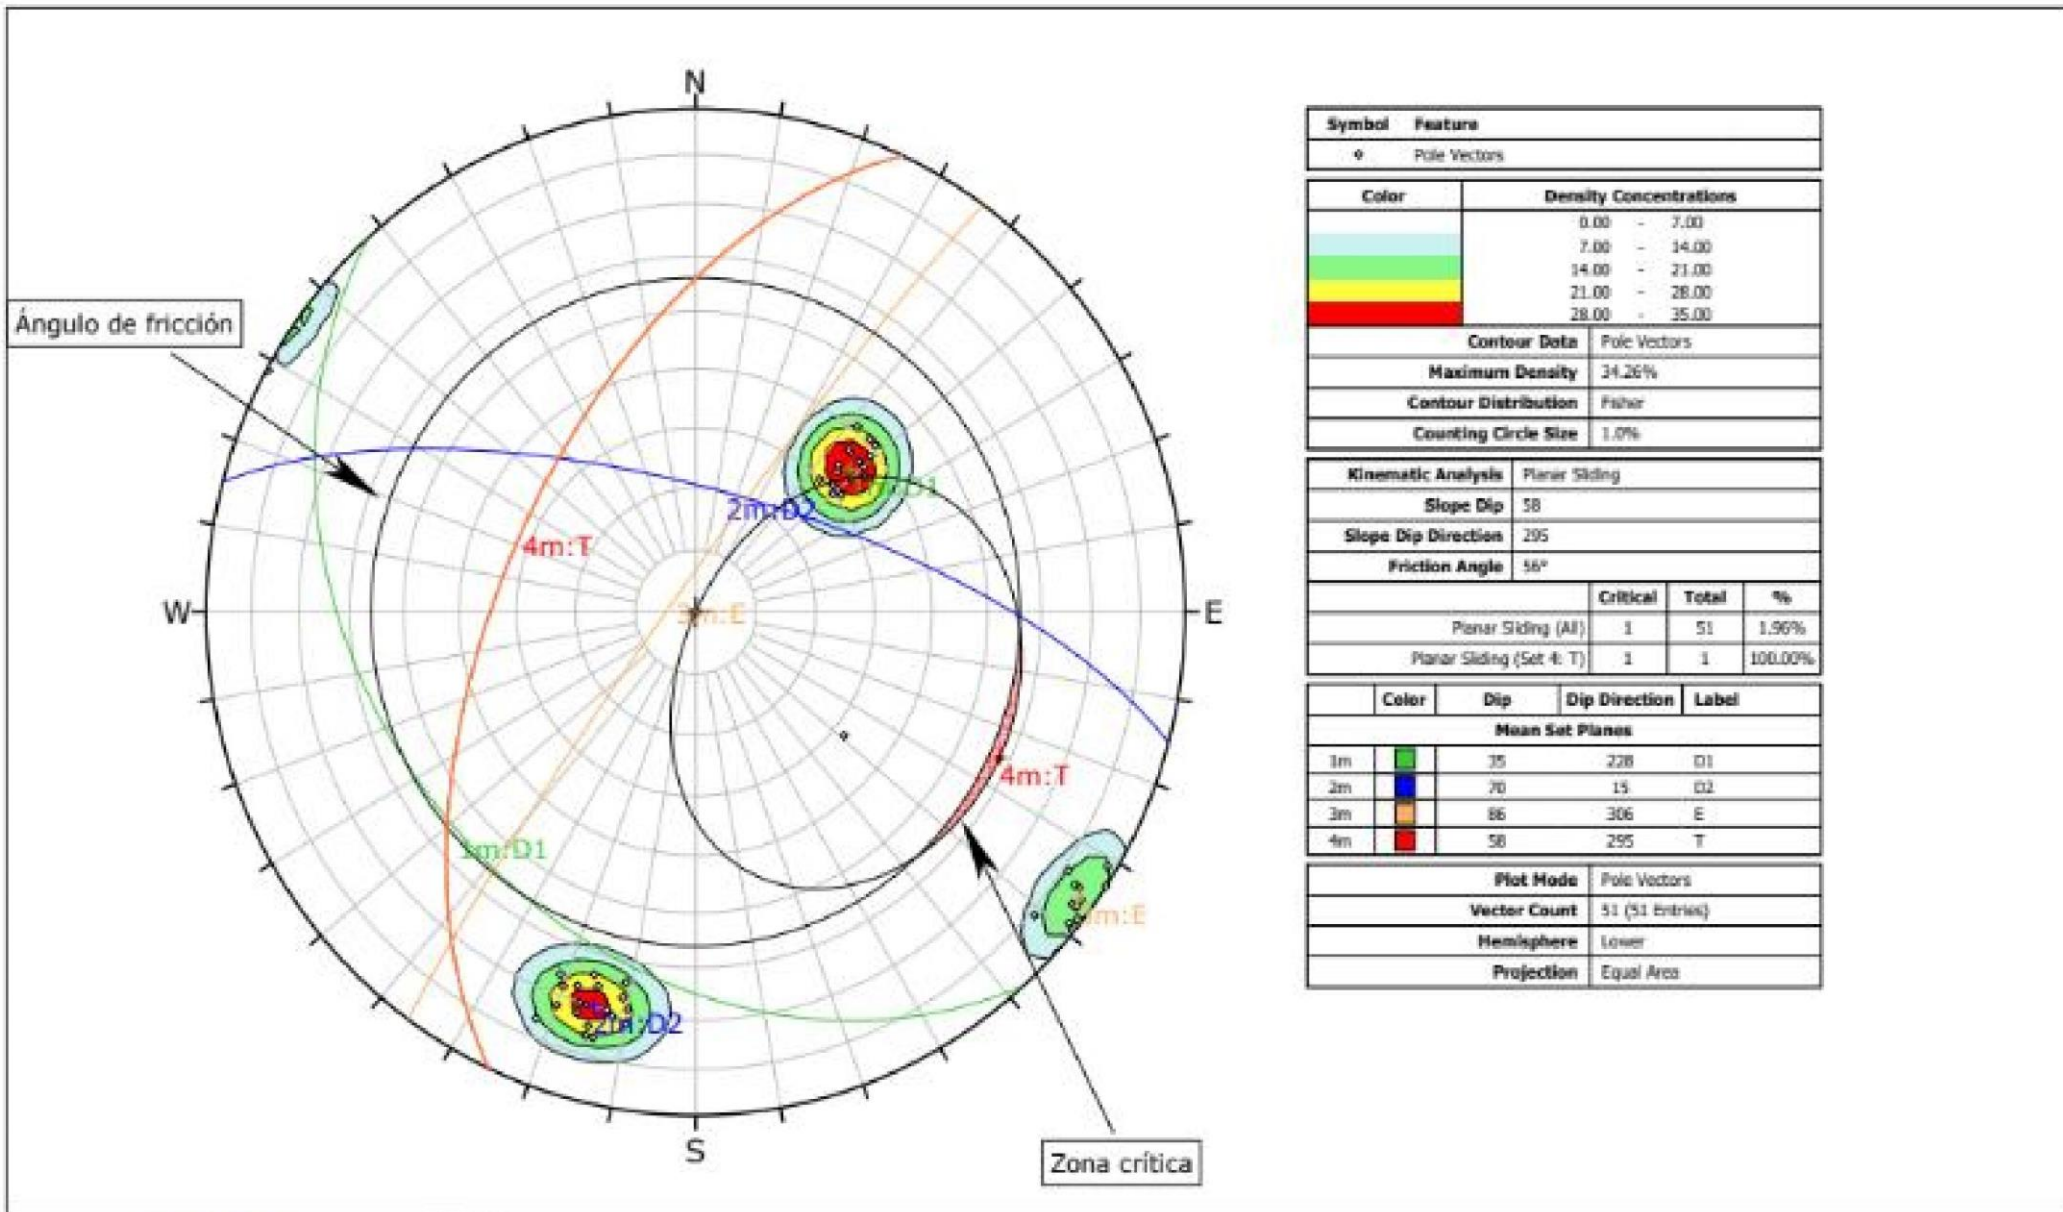 N
Ángulo de fricción
D1
2m:D2
4m:T
W
3m:E
E
4m:T
1m:D1
m:E
2m:D2
S
Zona crítica
Symbol Feature
Pole Vectors
Color Density Concentrations
0.00 - 7.00
7.00 - 14.00
14.00 - 21.00
21.00 - 28.00
28.00 - 35.00
Contour Data Pole Vectors
Maximum Density 34.26%
Contour Distribution Fisher
Counting Circle Size 1.0%
Kinematic Analysis Planar Sliding
Slope Dip 58
Slope Dip Direction 295
Friction Angle 56°
Critical Total %
Planar Sliding (All) 1 51 1.96%
Planar Sliding (Set 4: T) 1 1 100.00%
Color Dip Dip Direction Label
Mean Set Planes
1m 35 228 D1
2m 70 15 D2
3m 86 306 E
4m 58 295 T
Plot Mode Pole Vectors
Vector Count 51 (51 Entries)
Hemisphere Lower
Projection Equal Area